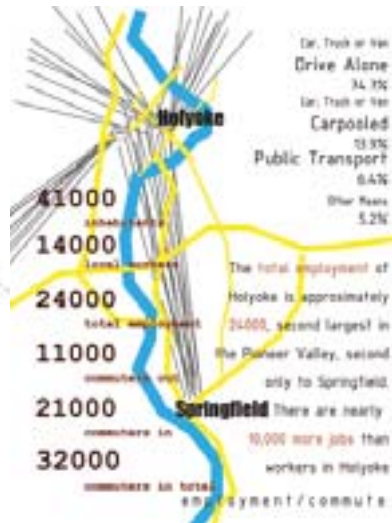 Car, Truck or Van
Drive Alone
74.7%
Car, Truck or Van
Carpooled
13.9%
Public Transport
6.4%
Other Means
5.2%
Holyoke
41000
inhabitants
14000
local workers
24000
total employment
11000
commuters out
21000
commuters in
32000
commuters in total
The total employment of
Holyoke is approximately
24000, second largest in
the Pioneer Valley, second
only to Springfield.
Springfield
There are nearly
10,000 more jobs than
workers in Holyoke
employment/commute